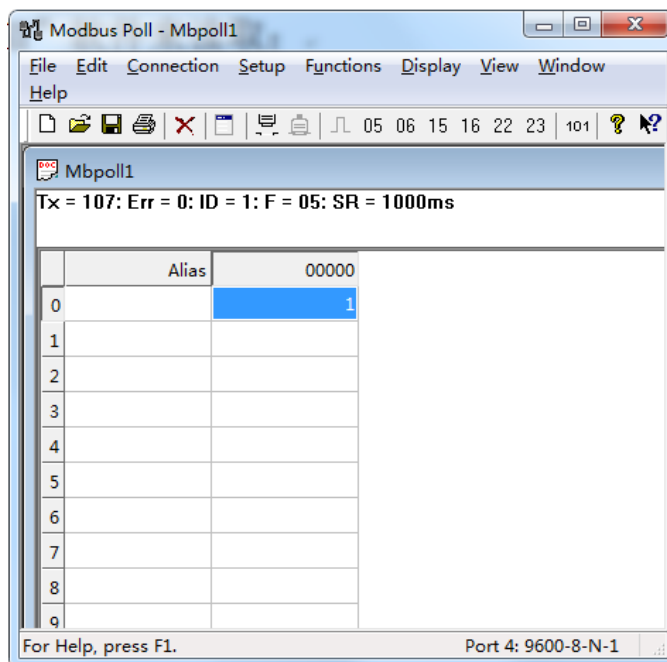 Modbus Poll - Mbpoll1
File Edit Connection Setup Functions Display View Window
Help
05 06 15 16 22 23 101
Mbpoll1
Tx = 107: Err = 0: ID = 1: F = 05: SR = 1000ms
Alias 00000
0 1
1
2
3
4
5
6
7
8
9
For Help, press F1. Port 4: 9600-8-N-1